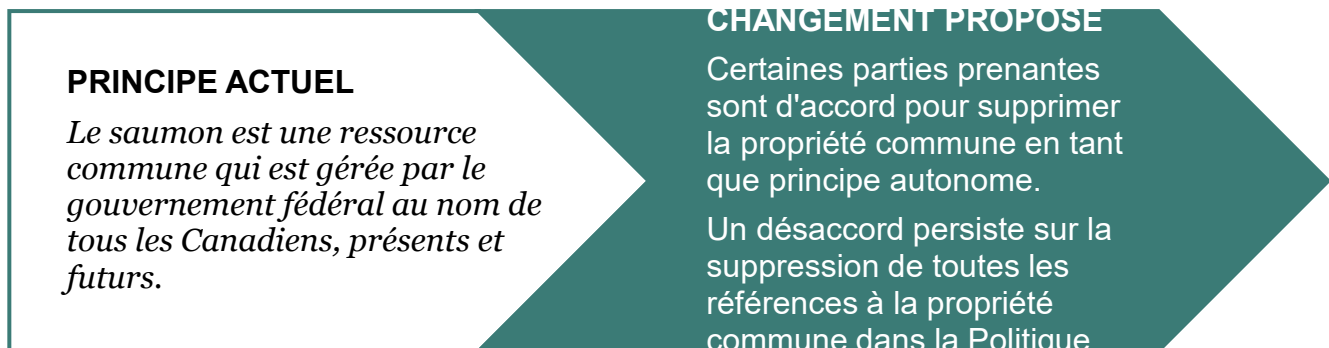 PRINCIPE ACTUEL
Le saumon est une ressource
commune qui est gérée par le
gouvernement fédéral au nom de
tous les Canadiens, présents et
futurs.
CHANGEMENT PROPOSÉ
Certaines parties prenantes
sont d'accord pour supprimer
la propriété commune en tant
que principe autonome.
Un désaccord persiste sur la
suppression de toutes les
références à la propriété
commune dans la Politique